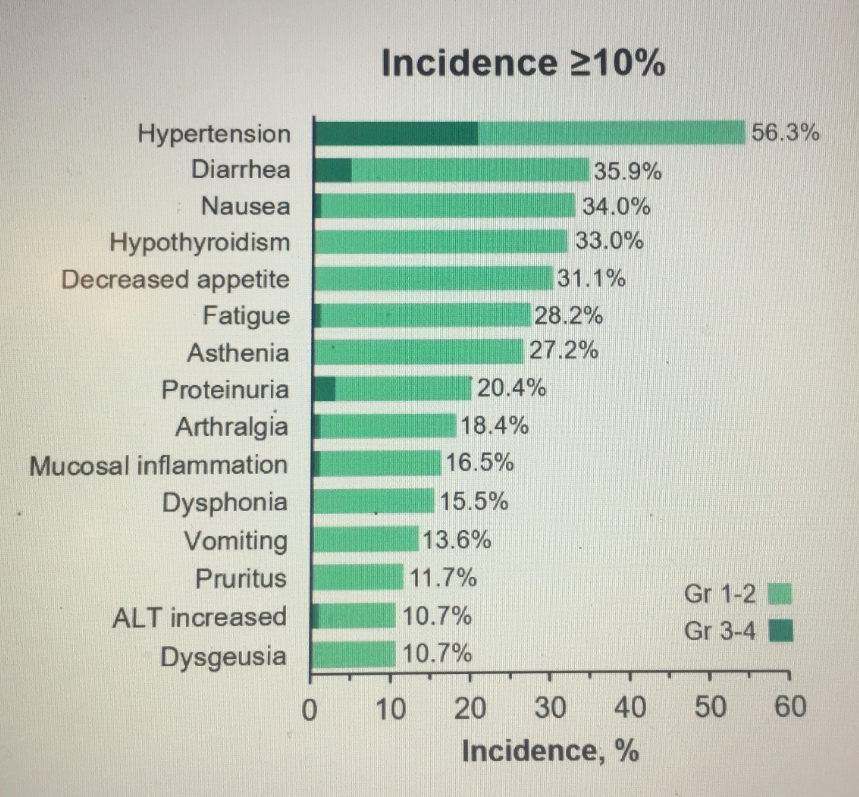 Incidence ≥10%
Hypertension 56.3%
Diarrhea 35.9%
Nausea 34.0%
Hypothyroidism 33.0%
Decreased appetite 31.1%
Fatigue 28.2%
Asthenia 27.2%
Proteinuria 20.4%
Arthralgia 18.4%
Mucosal inflammation 16.5%
Dysphonia 15.5%
Vomiting 13.6%
Pruritus 11.7%
Gr 1-2
ALT increased 10.7%
Gr 3-4
Dysgeusia 10.7%
0 10 20 30 40 50 60
Incidence, %